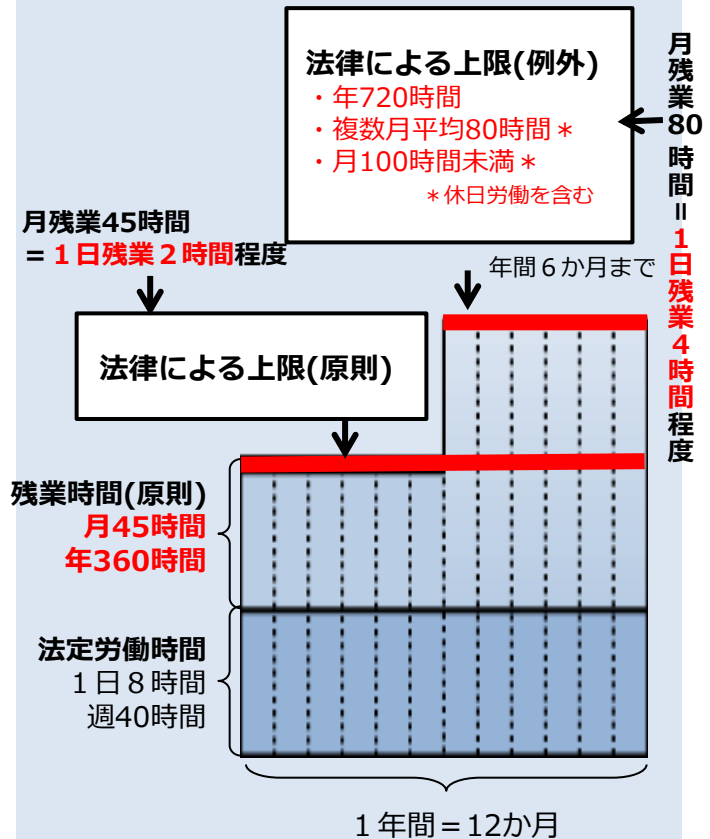 法律による上限(例外)
・年720時間
・複数月平均80時間＊
・月100時間未満＊
＊休日労働を含む
月残業80時間＝１日残業４時間程度
月残業45時間
＝１日残業２時間程度
年間６か月まで
法律による上限(原則)
残業時間(原則)
月45時間
年360時間
法定労働時間
１日８時間
週40時間
１年間＝12か月